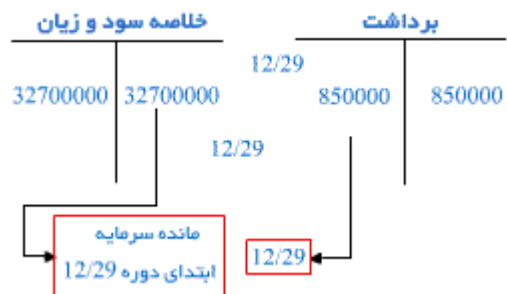 برداشت
خلاصه سود و زیان
12/29
850000
850000
32700000
32700000
12/29
مانده سرمایه
ابتدای دوره 12/29
12/29